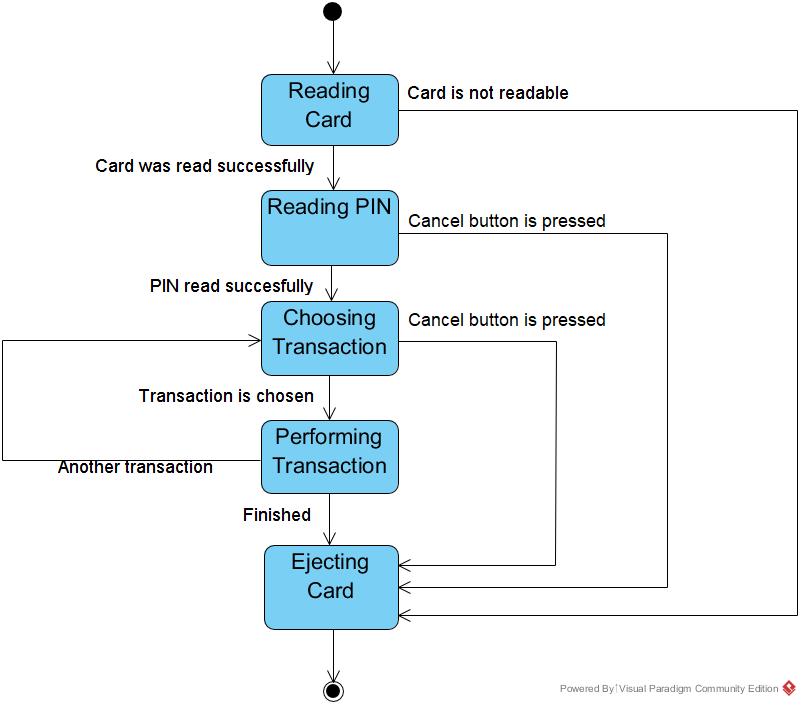 Reading
Card
Card is not readable
Card was read successfully
Reading PIN
Cancel button is pressed
PIN read succesfully
Choosing
Transaction
Cancel button is pressed
Transaction is chosen
Performing
Transaction
Another transaction
Finished
Ejecting
Card
Powered By Visual Paradigm Community Edition